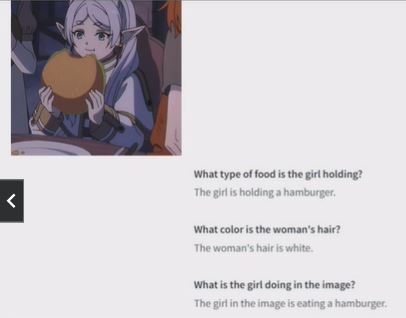 What type of food is the girl holding?
The girl is holding a hamburger.
What color is the woman's hair?
The woman's hair is white.
What is the girl doing in the image?
The girl in the image is eating a hamburger.